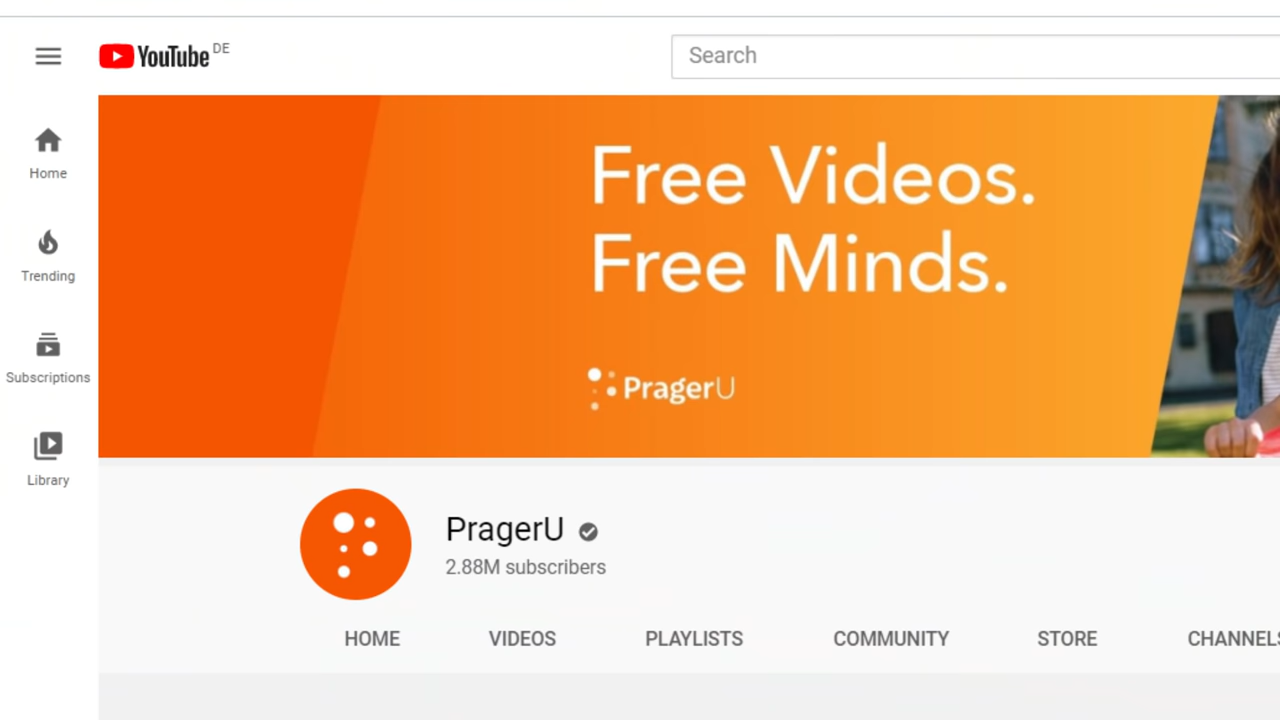 YouTube DE
Search
Home
Trending
Subscriptions
Library
Free Videos.
Free Minds.
PragerU
PragerU
2.88M subscribers
HOME VIDEOS PLAYLISTS COMMUNITY STORE CHANNELS